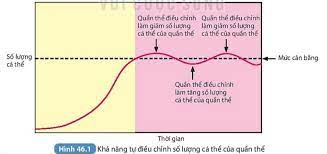 VỚI CUỘC SỐNG
Quần thể điều chỉnh
làm giảm số lượng
cá thể của quần thể
Quần thể điều chỉnh
làm giảm số lượng
cá thể của quần thể
Số lượng
cá thể
Mức cân bằng
Quần thể điều chỉnh
làm tăng số lượng
cá thể của quần thể
Thời gian
Hình 46.1 Khả năng tự điều chỉnh số lượng cá thể của quần thể